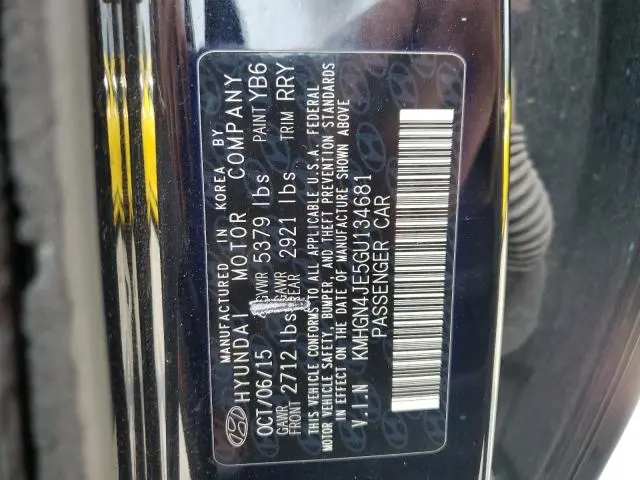 MANUFACTURED IN KOREA BY
HYUNDAI MOTOR COMPANY
OCT/06/15 GVWR 5379 lbs PAINT YB6
GAWR FRONT 2712 lbs GAWR REAR 2921 lbs TRIM RRY
THIS VEHICLE CONFORMS TO ALL APPLICABLE U.S.A. FEDERAL
MOTOR VEHICLE SAFETY, BUMPER, AND THEFT PREVENTION STANDARDS
IN EFFECT ON THE DATE OF MANUFACTURE SHOWN ABOVE
V.I.N KMHGN4JE5GU134681
PASSENGER CAR